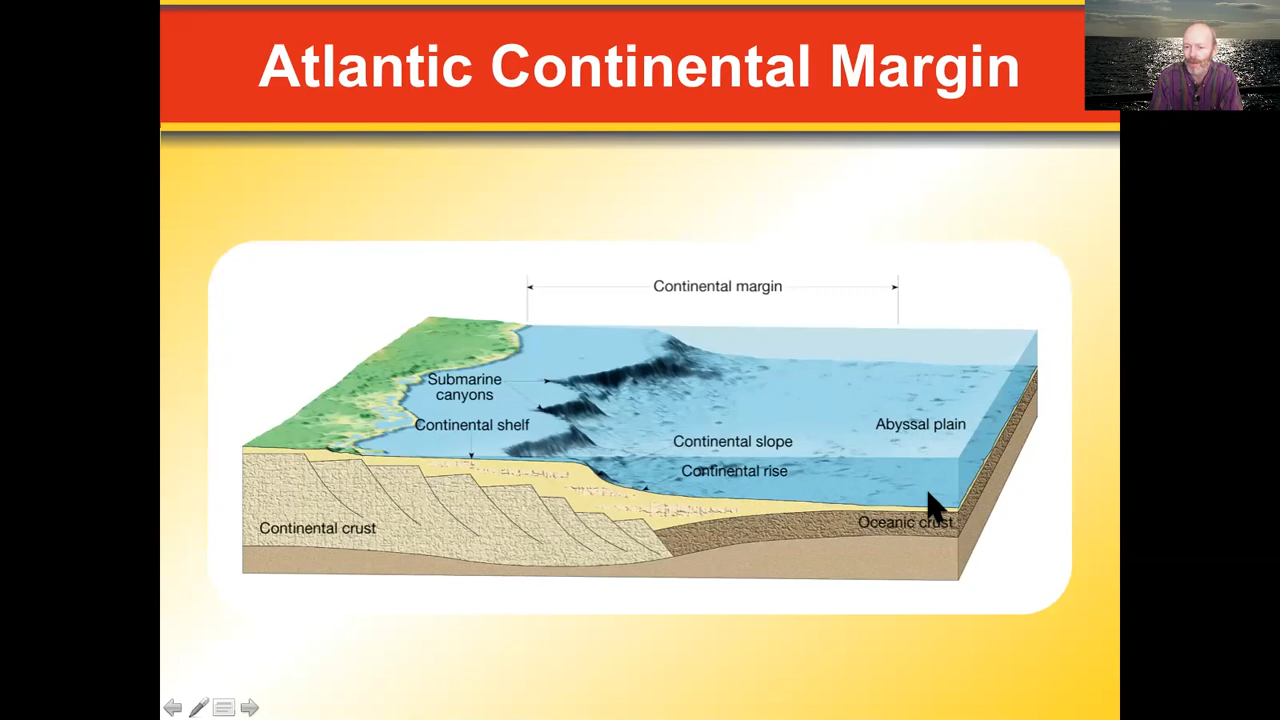 Atlantic Continental Margin
Continental margin
Submarine
canyons
Continental shelf
Continental slope
Abyssal plain
Continental rise
Continental crust
Oceanic crust